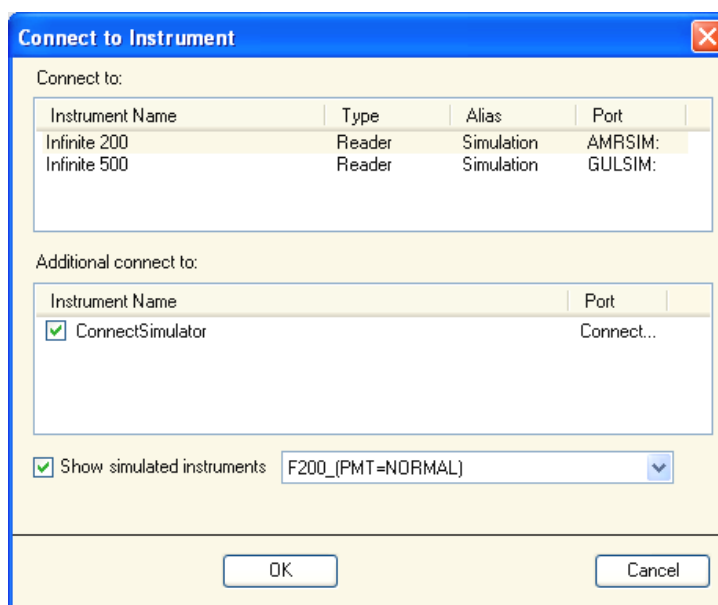 Connect to Instrument
Connect to:
Instrument Name Type Alias Port
Infinite 200 Reader Simulation AMRSIM:
Infinite 500 Reader Simulation GULSIM:
Additional connect to:
Instrument Name Port
ConnectSimulator Connect...
Show simulated instruments F200_(PMT=NORMAL)
OK Cancel